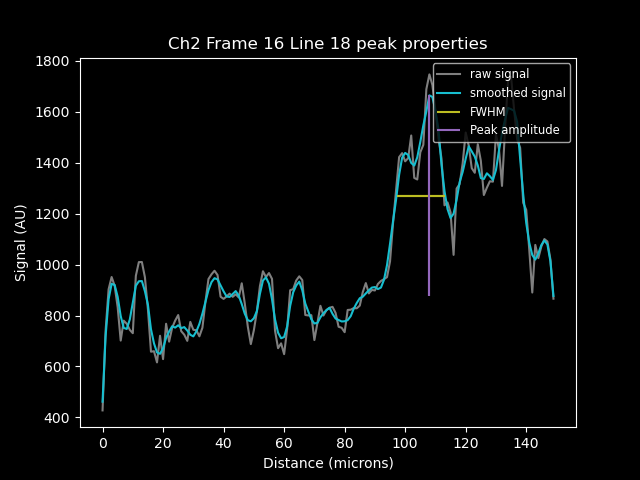 Ch2 Frame 16 Line 18 peak properties
raw signal
smoothed signal
FWHM
Peak amplitude
Signal (AU)
1800
1600
1400
1200
1000
800
600
400
0 20 40 60 80 100 120 140
Distance (microns)